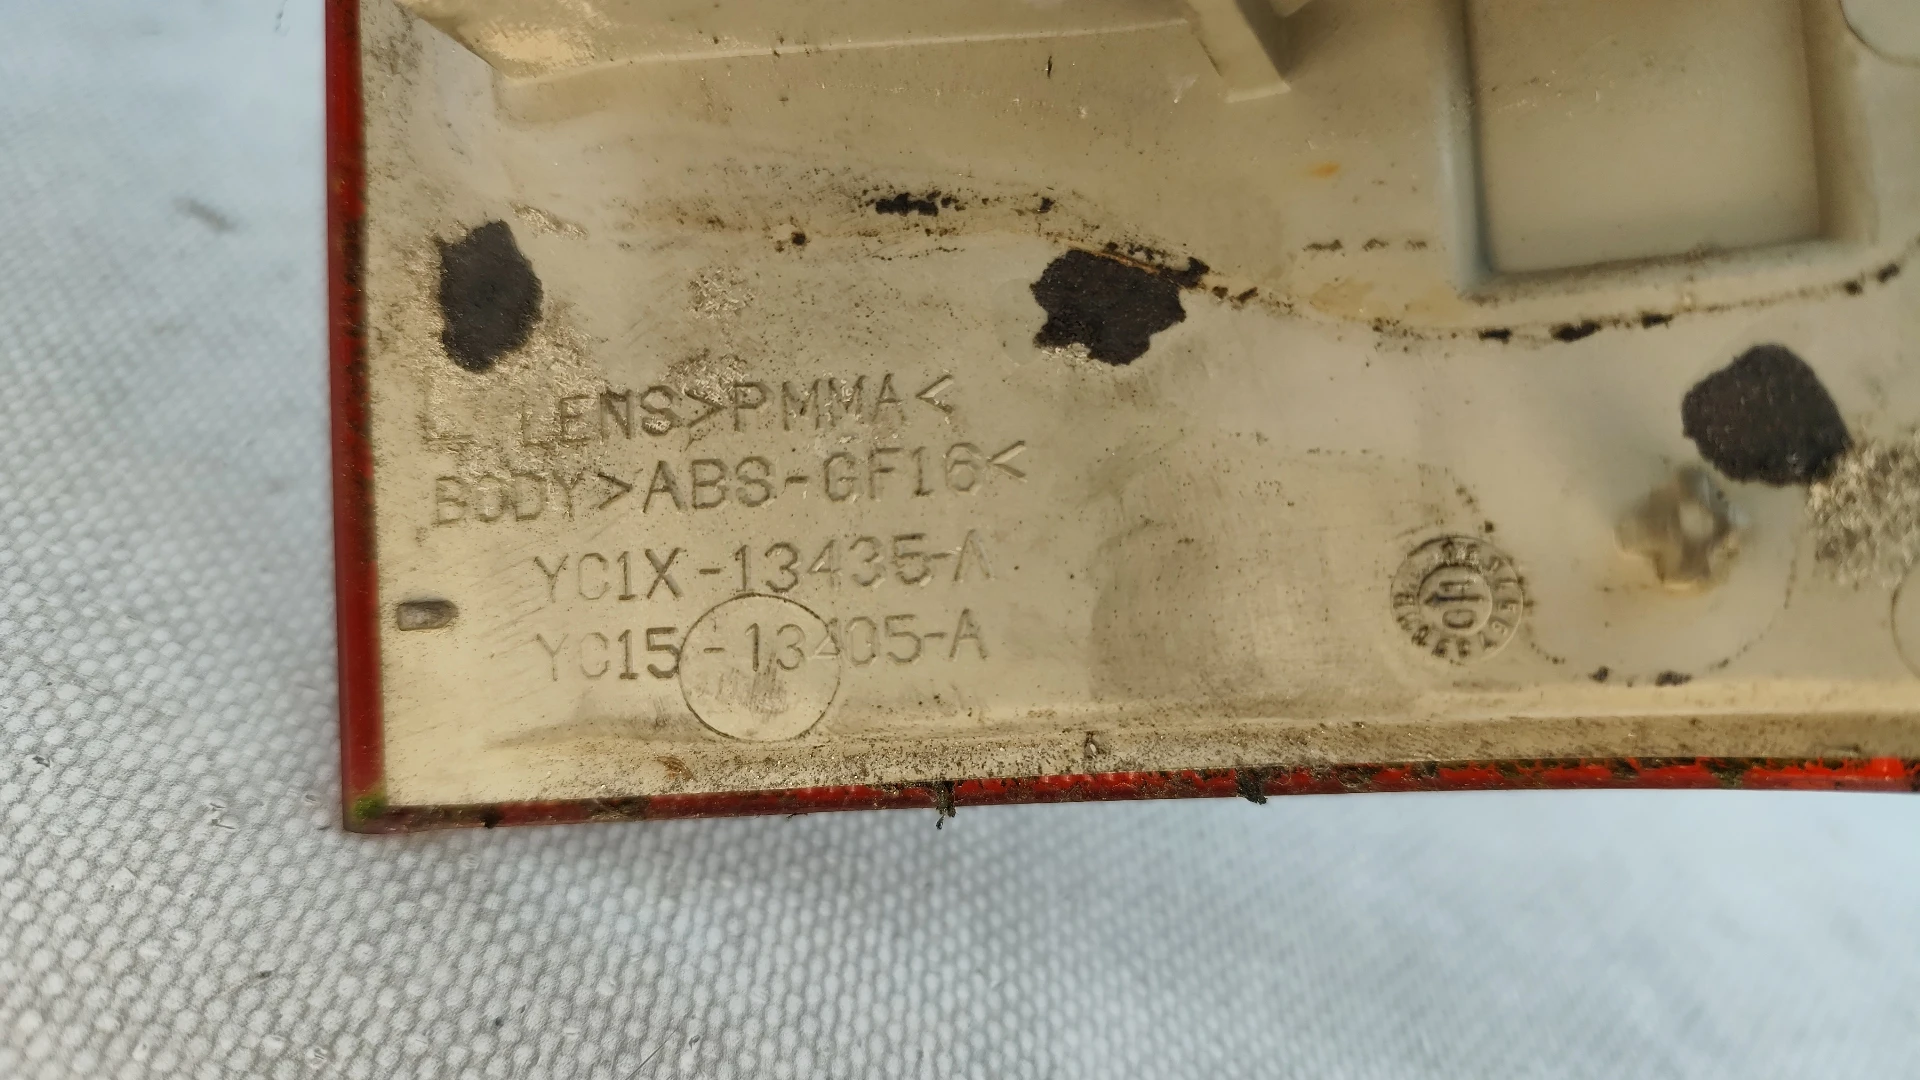 L LENS>PMMA<
BODY>ABS-GF16<
YC1X-13435-A
YC15-13405-A